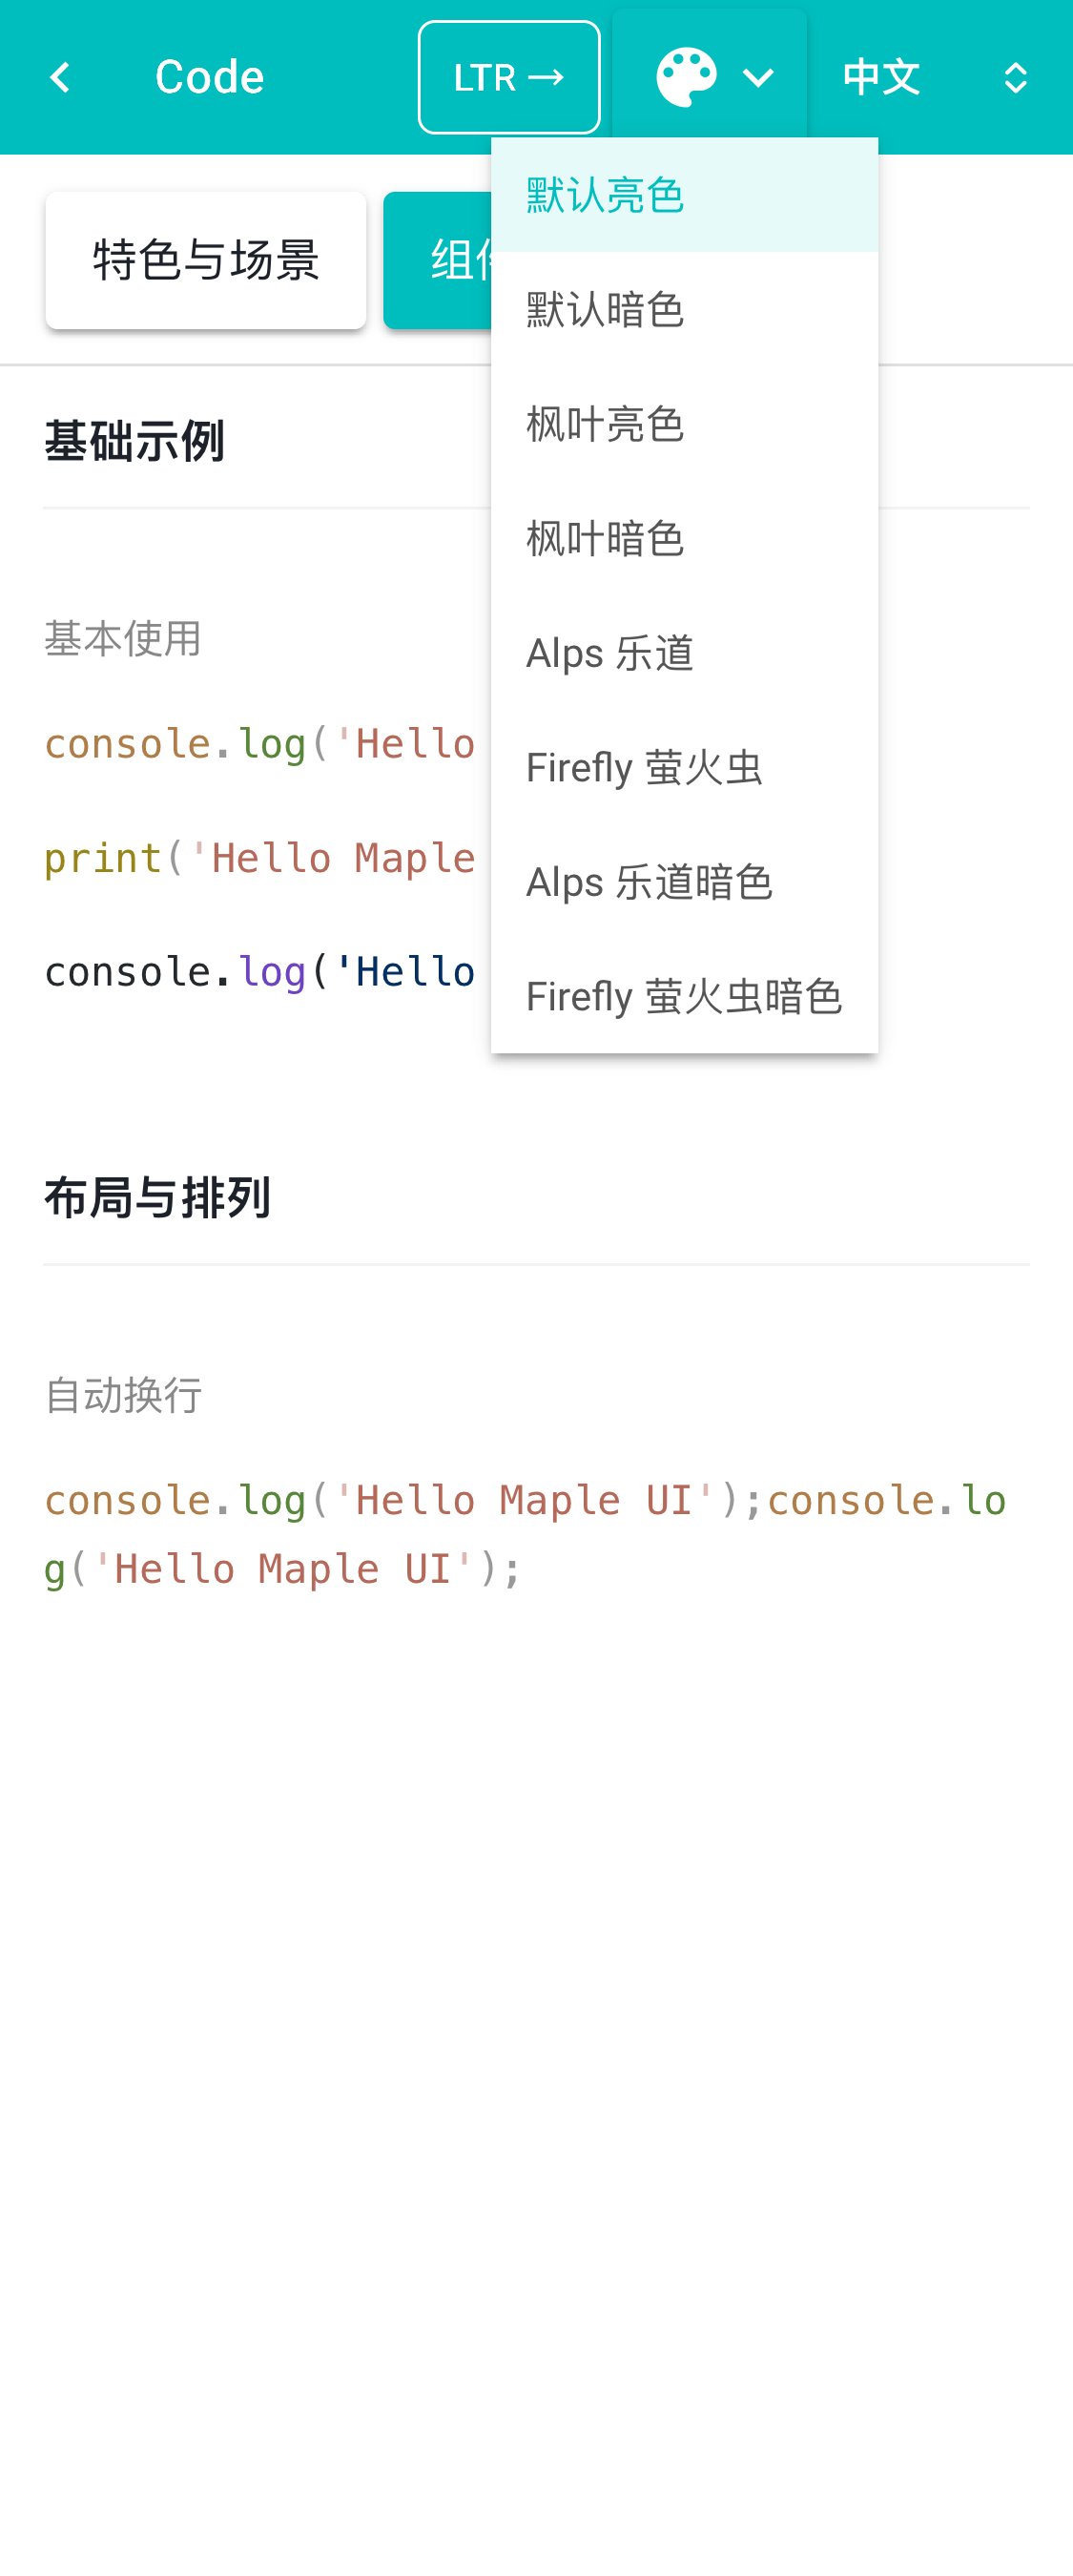 Code
LTR →
中文
默认亮色
默认暗色
枫叶亮色
枫叶暗色
Alps 乐道
Firefly 萤火虫
Alps 乐道暗色
Firefly 萤火虫暗色
特色与场景
组
基础示例
基本使用
console.log('Hello
print('Hello Maple
console.log('Hello
布局与排列
自动换行
console.log('Hello Maple UI');console.lo
g('Hello Maple UI');